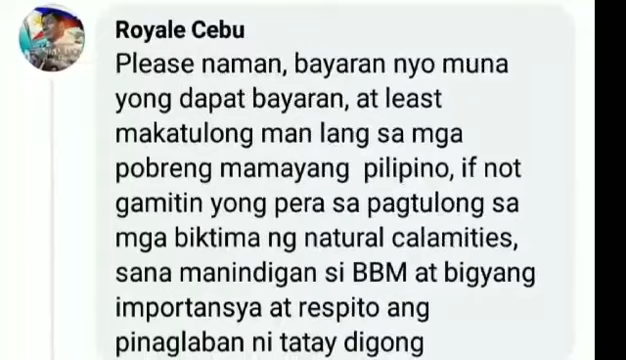 Royale Cebu
Please naman, bayaran nyo muna
yong dapat bayaran, at least
makatulong man lang sa mga
pobreng mamayang pilipino, if not
gamitin yong pera sa pagtulong sa
mga biktima ng natural calamities,
sana manindigan si BBM at bigyang
importansya at respito ang
pinaglaban ni tatay digong